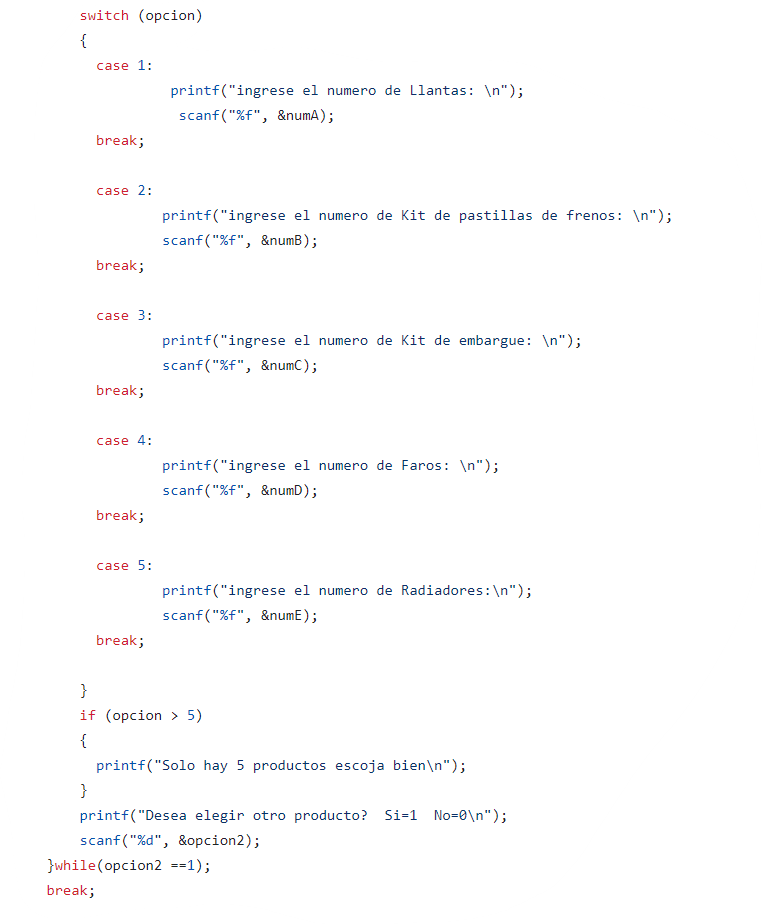 switch (opcion)
{
case 1:
printf("ingrese el numero de Llantas: \n");
scanf("%f", &numA);
break;
case 2:
printf("ingrese el numero de Kit de pastillas de frenos: \n");
scanf("%f", &numB);
break;
case 3:
printf("ingrese el numero de Kit de embargue: \n");
scanf("%f", &numC);
break;
case 4:
printf("ingrese el numero de Faros: \n");
scanf("%f", &numD);
break;
case 5:
printf("ingrese el numero de Radiadores:\n");
scanf("%f", &numE);
break;
}
if (opcion > 5)
{
printf("Solo hay 5 productos escoja bien\n");
}
printf("Desea elegir otro producto?  Si=1  No=0\n");
scanf("%d", &opcion2);
}while(opcion2 ==1);
break;